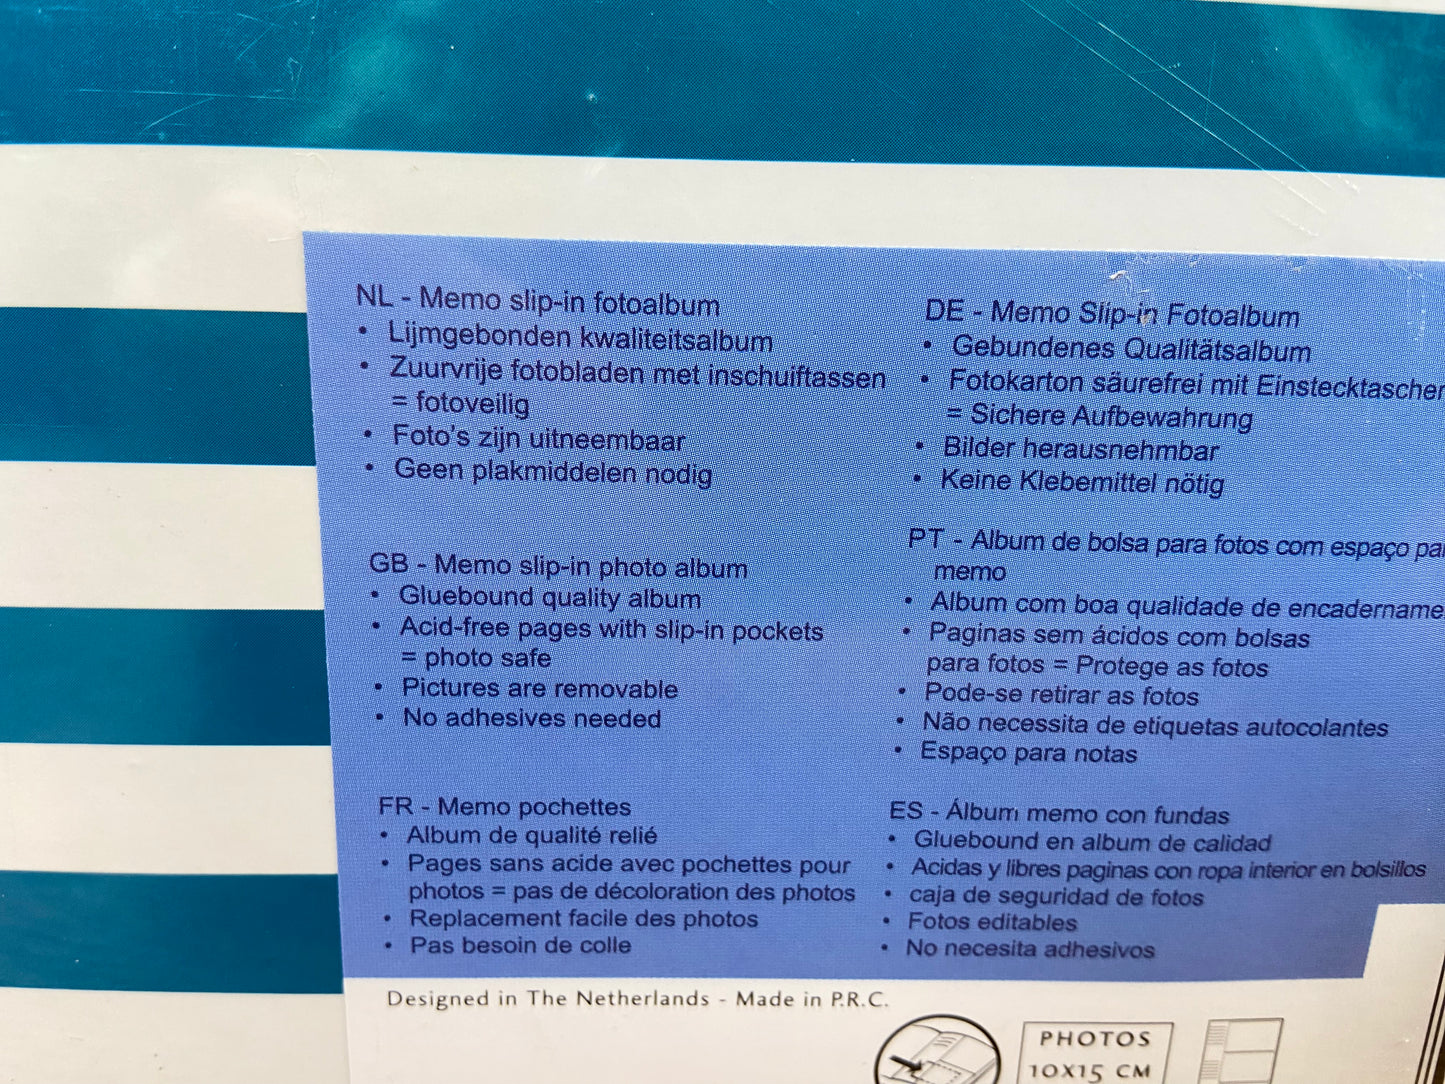 NL - Memo slip-in fotoalbum
• Lijmgebonden kwaliteitsalbum
• Zuurvrije fotobladen met inschuiftassen
= fotoveilig
• Foto's zijn uitneembaar
• Geen plakmiddelen nodig
GB - Memo slip-in photo album
• Gluebound quality album
• Acid-free pages with slip-in pockets
= photo safe
• Pictures are removable
• No adhesives needed
FR - Memo pochettes
• Album de qualité relié
• Pages sans acide avec pochettes pour
photos = pas de décoloration des photos
• Replacement facile des photos
• Pas besoin de colle
DE - Memo Slip-in Fotoalbum
• Gebundenes Qualitätsalbum
• Fotokarton säurefrei mit Einstecktascher
= Sichere Aufbewahrung
• Bilder herausnehmbar
• Keine Klebemittel nötig
PT - Album de bolsa para fotos com espaço
memo
• Album com boa qualidade de
• Paginas sem ácidos com bolsas
para fotos = Protege as fotos
• Pode-se retirar as fotos
• Não necessita de etiquetas autocolantes
• Espaço para notas
ES - Álbum memo con fundas
• Gluebound en album de calidad
• Acidas y libres paginas con ropa interior en bolsillos
• caja de seguridad de fotos
• Fotos editables
• No necesita adhesivos
Designed in The Netherlands - Made in P.R.C.
PHOTOS
10X15 CM